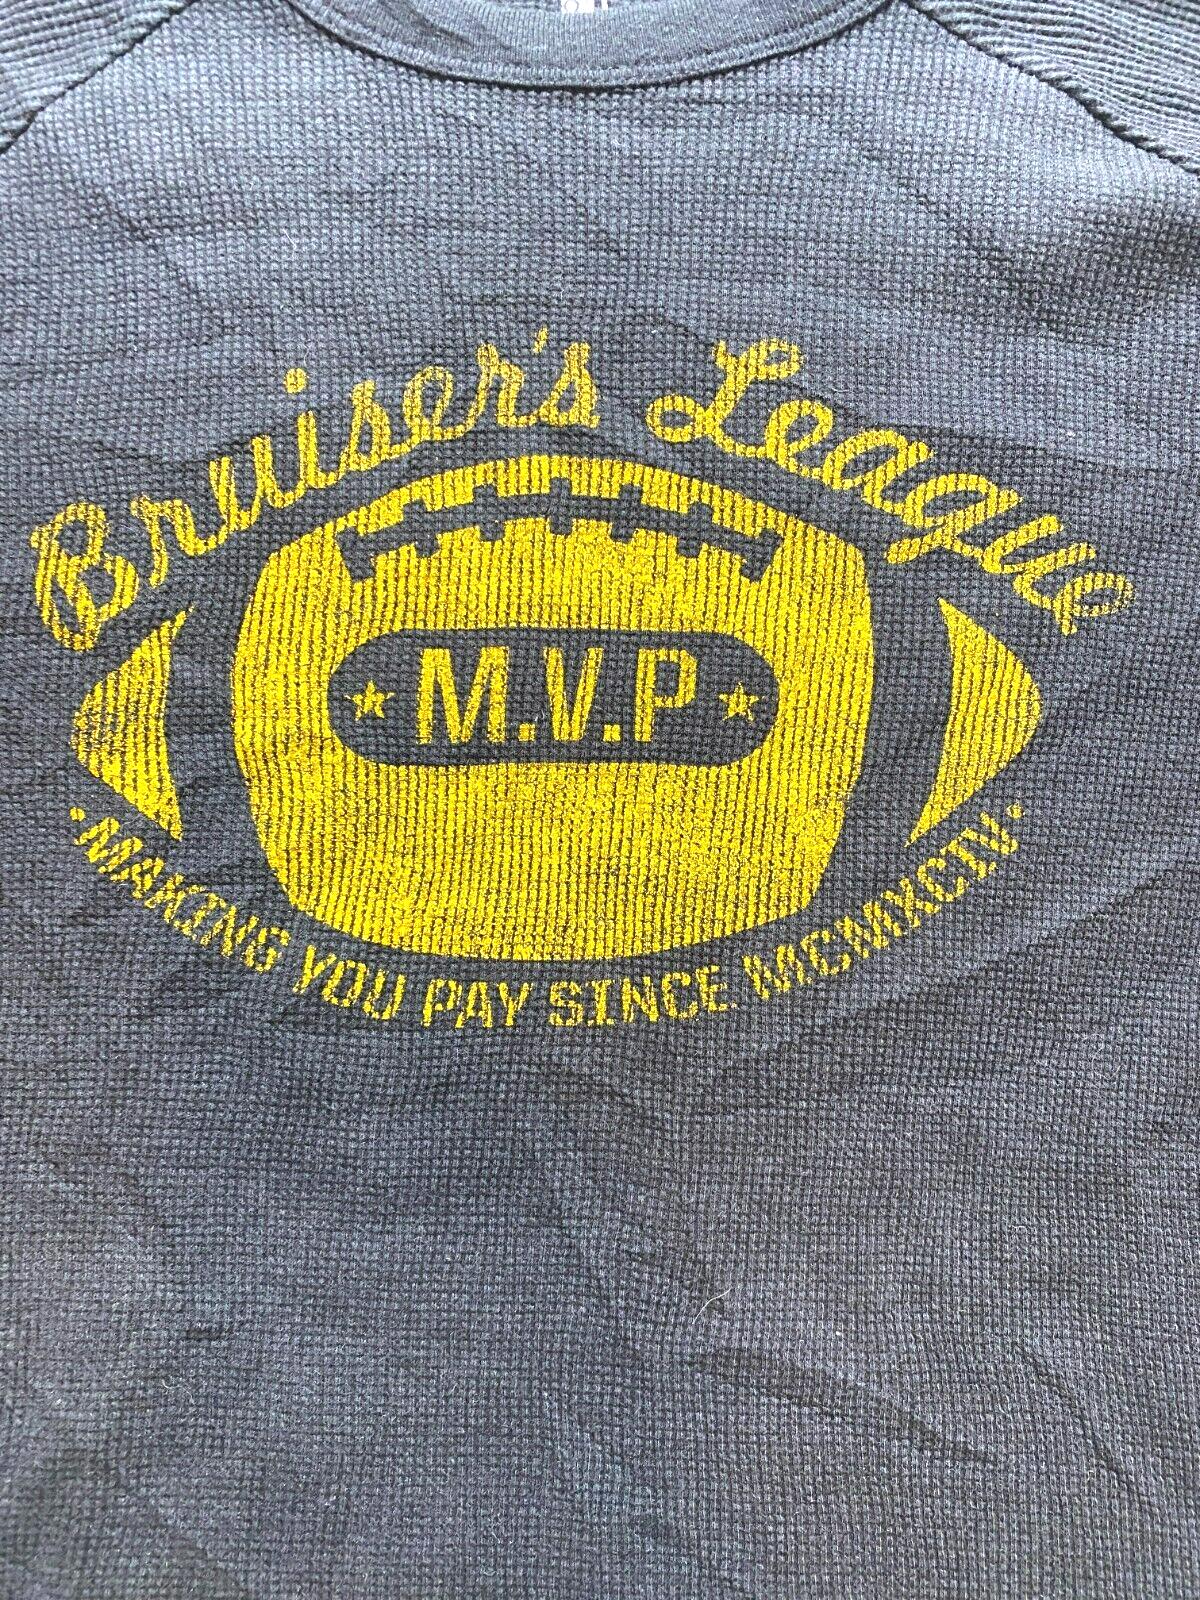 Bruiser's League
M.V.P
·MAKING YOU PAY SINCE MCMXCIV·